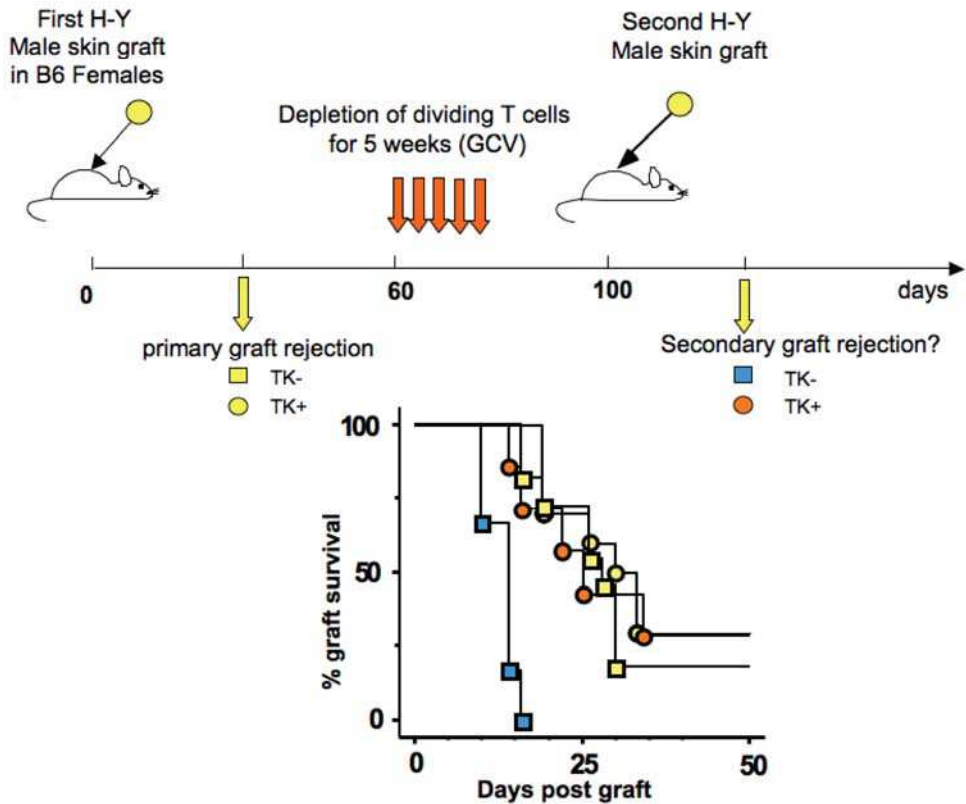 First H-Y
Male skin graft
in B6 Females
Second H-Y
Male skin graft
Depletion of dividing T cells
for 5 weeks (GCV)
0
60
100
days
primary graft rejection
TK-
TK+
Secondary graft rejection?
TK-
TK+
% graft survival
100
50
0
0
25
50
Days post graft